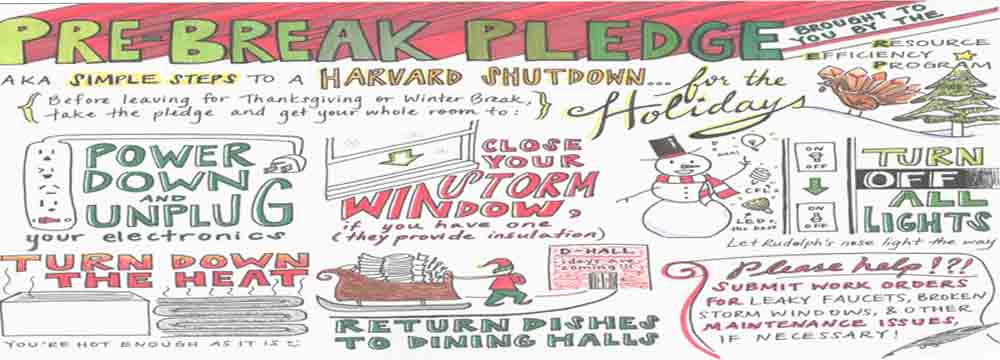 PRE-BREAK PLEDGE
BROUGHT TO
YOU BY THE
RESOURCE
EFFICIENCY
PROGRAM
AKA SIMPLE STEPS TO A HARVARD SHUTDOWN... for the
Holidays
{ Before leaving for Thanksgiving or Winter Break, }
take the pledge and get your whole room to:
POWER
DOWN
AND
UNPLUG
your electronics
CLOSE
YOUR
STORM
WINDOW,
if you have one
(they provide insulation)
CFL
LEDs,
ON
OFF
ON
OFF
TURN
OFF
ALL
LIGHTS
Let Rudolph's nose light the way
TURN DOWN
THE HEAT
YOU'RE HOT ENOUGH AS IT IS
D-HALL
days are
coming!!!
RETURN DISHES
TO DINING HALLS
Please help!?!
SUBMIT WORK ORDERS
FOR LEAKY FAUCETS, BROKEN
STORM WINDOWS, & OTHER
MAINTENANCE ISSUES,
IF NECESSARY!